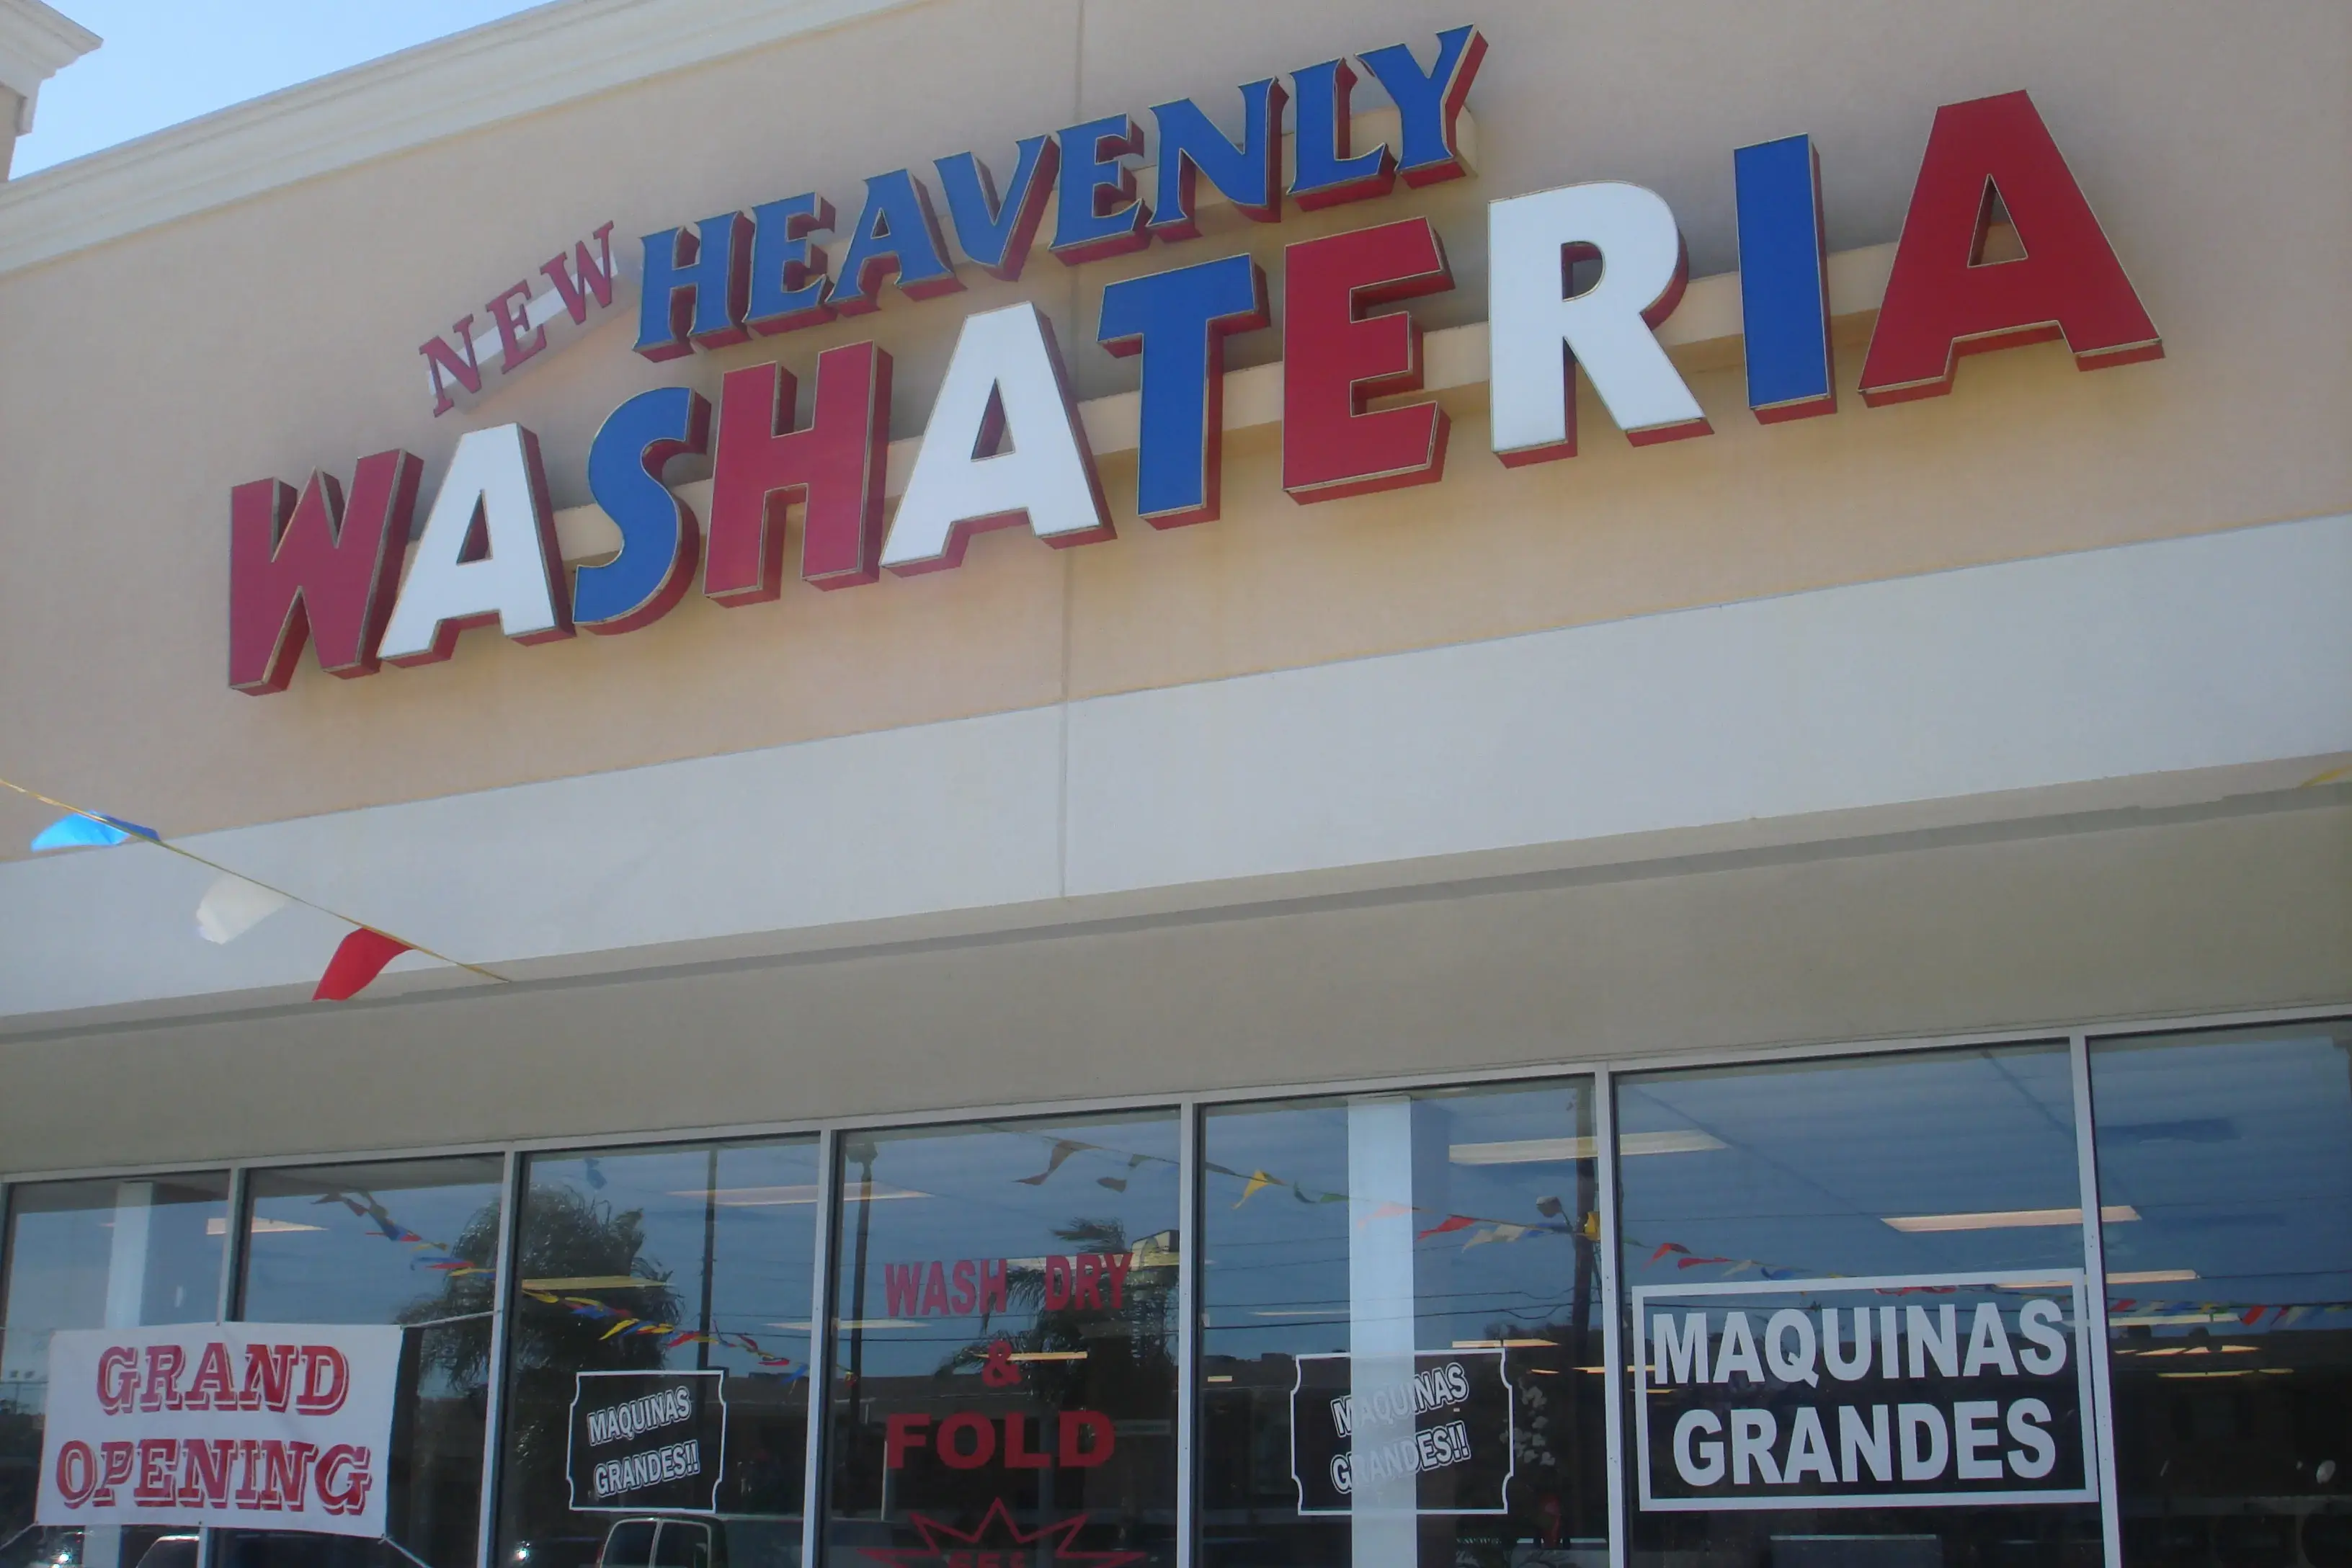 NEW HEAVENLY
WASHATERIA
GRAND
OPENING
MAQUINAS
GRANDES!!
WASH DRY
&
FOLD
MAQUINAS
GRANDES!!
MAQUINAS
GRANDES